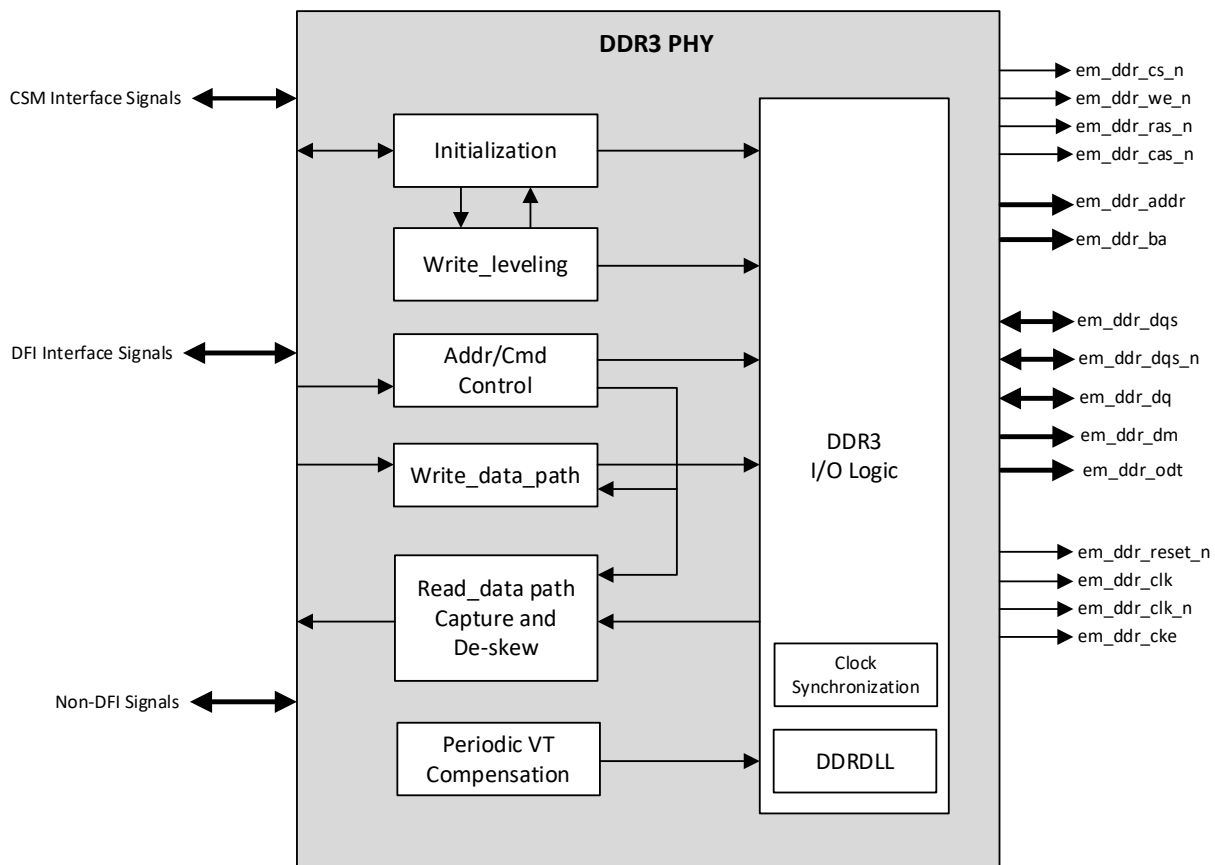 DDR3 PHY
CSM Interface Signals
DFI Interface Signals
Non-DFI Signals
Initialization
Write_leveling
Addr/Cmd
Control
Write_data_path
Read_data path
Capture and
De-skew
Periodic VT
Compensation
DDR3
I/O Logic
Clock
Synchronization
DDRDLL
em_ddr_cs_n
em_ddr_we_n
em_ddr_ras_n
em_ddr_cas_n
em_ddr_addr
em_ddr_ba
em_ddr_dqs
em_ddr_dqs_n
em_ddr_dq
em_ddr_dm
em_ddr_odt
em_ddr_reset_n
em_ddr_clk
em_ddr_clk_n
em_ddr_cke